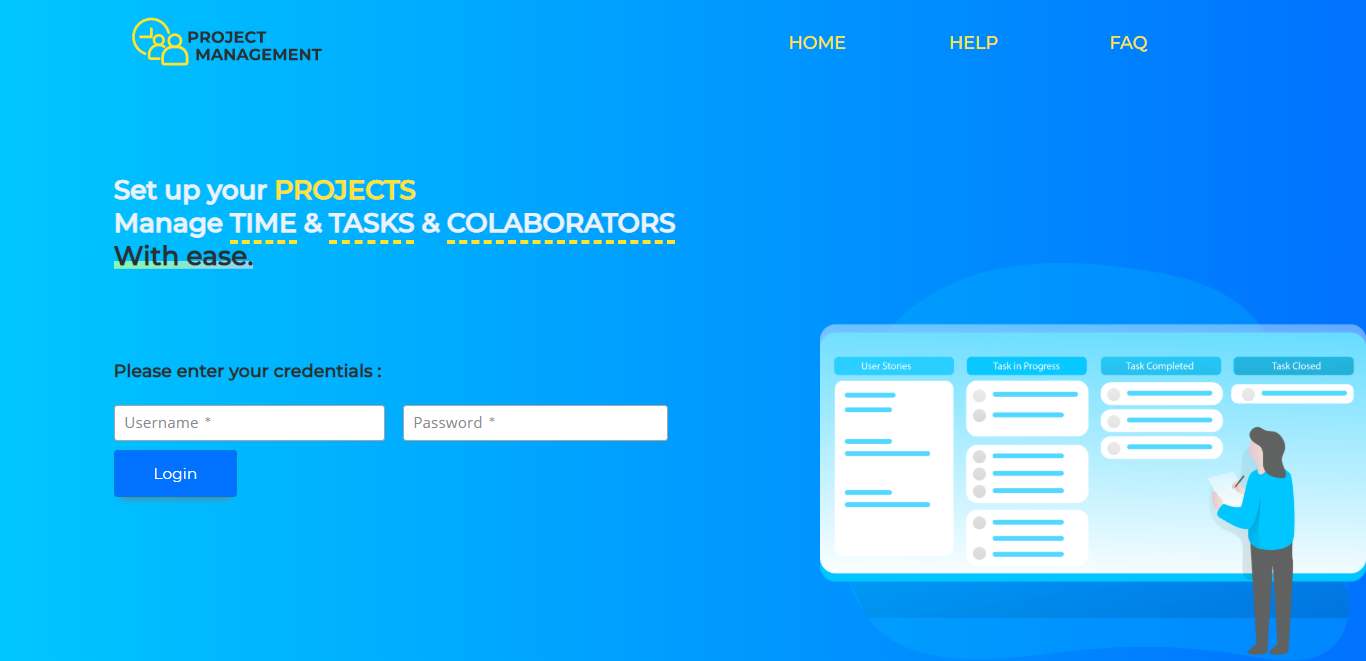 PROJECT
MANAGEMENT
HOME HELP FAQ
Set up your PROJECTS
Manage TIME & TASKS & COLABORATORS
With ease.
Please enter your credentials :
Username * Password *
Login
User Stories Task in Progress Task Completed Task Closed